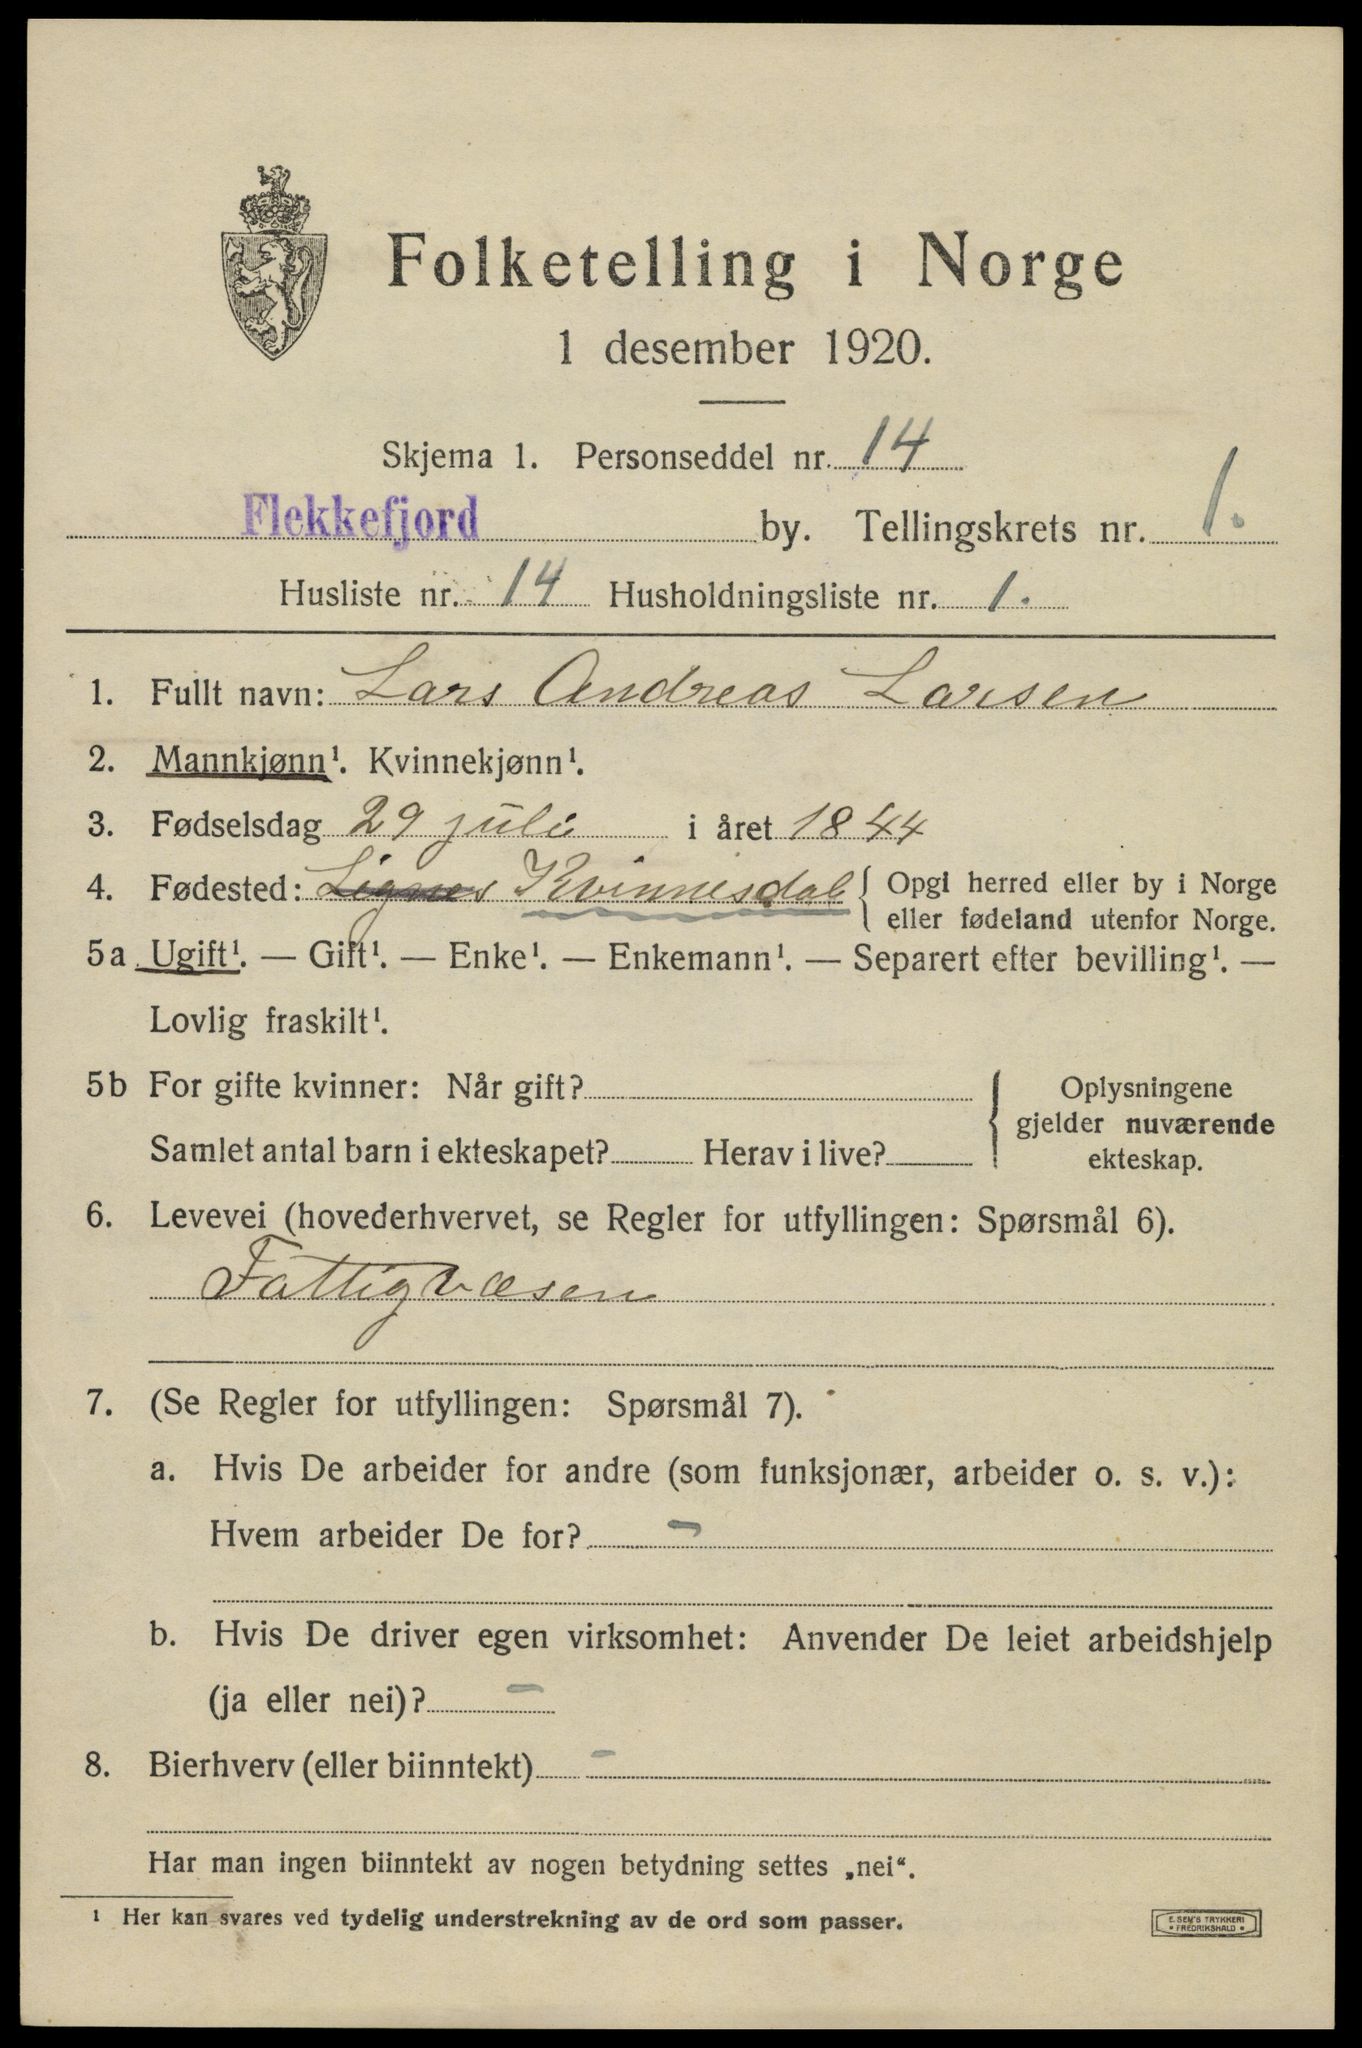 Folketelling i Norge
1 desember 1920.
Skjema 1. Personseddel nr. 14
Flekkefjord by. Tellingskrets nr. 1.
Husliste nr. 14 Husholdningsliste nr. 1.
1. Fullt navn: Lars Andreas Larsen
2. Mannkjønn¹. Kvinnekjønn¹.
3. Fødselsdag 29 juli i året 1844
4. Fødested: Kvinnesdal { Opgi herred eller by i Norge
eller fødeland utenfor Norge.
5a Ugift¹. — Gift¹. — Enke¹. — Enkemann¹. — Separert efter bevilling¹. —
Lovlig fraskilt¹.
5b For gifte kvinner: Når gift? { Oplysningene
gjelder nuværende
Samlet antal barn i ekteskapet? Herav i live? ekteskap.
6. Levevei (hovederhvervet, se Regler for utfyllingen: Spørsmål 6).
Fattigvæsen
7. (Se Regler for utfyllingen: Spørsmål 7).
a. Hvis De arbeider for andre (som funksjonær, arbeider o. s. v.):
Hvem arbeider De for? -
b. Hvis De driver egen virksomhet: Anvender De leiet arbeidshjelp
(ja eller nei)? -
8. Bierhverv (eller biinntekt) -
Har man ingen biinntekt av nogen betydning settes „nei“.
¹ Her kan svares ved tydelig understrekning av de ord som passer.
E. SEM'S TRYKKERI
• FREDRIKSHALD •